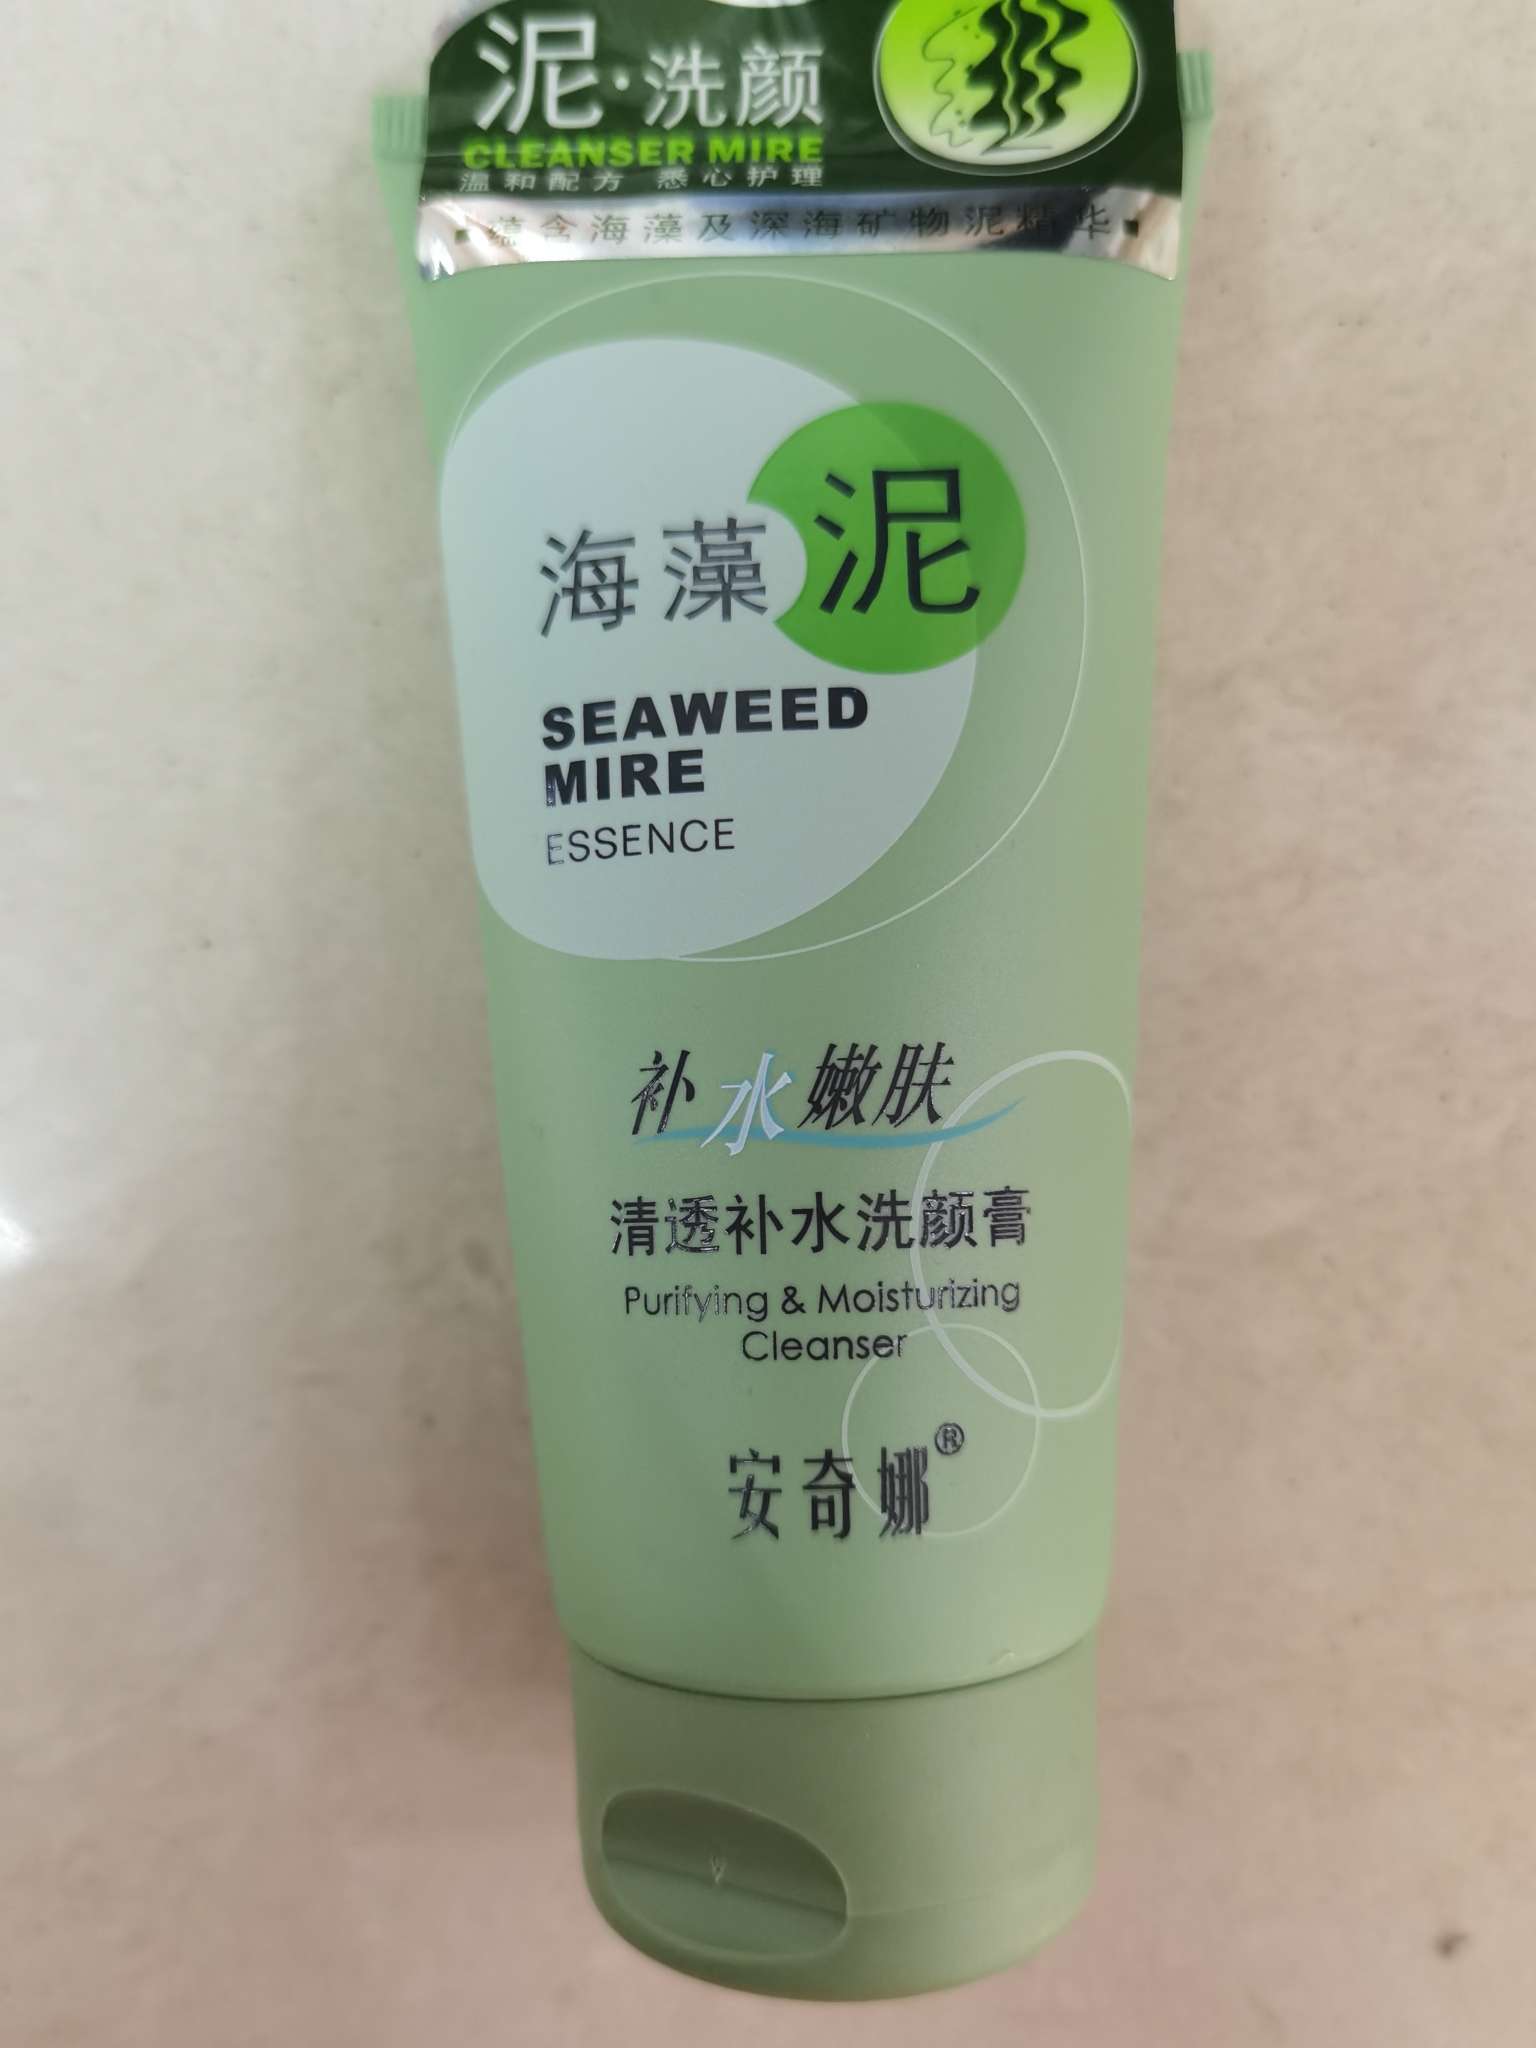 泥·洗颜
CLEANSER MIRE
温和配方 悉心护理
蕴含海藻及深海矿物泥精华
海藻泥
SEAWEED
MIRE
ESSENCE
补水嫩肤
清透补水洗颜膏
Purifying & Moisturizing
Cleanser
安奇娜®